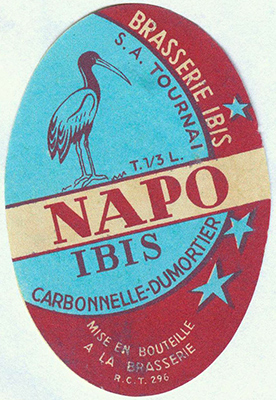 BRASSERIE IBIS
S. A. TOURNAI
T. 1/3 L.
NAPO
IBIS
CARBONNELLE-DUMORTIER
MISE EN BOUTEILLE
A LA BRASSERIE
R.C.T. 296